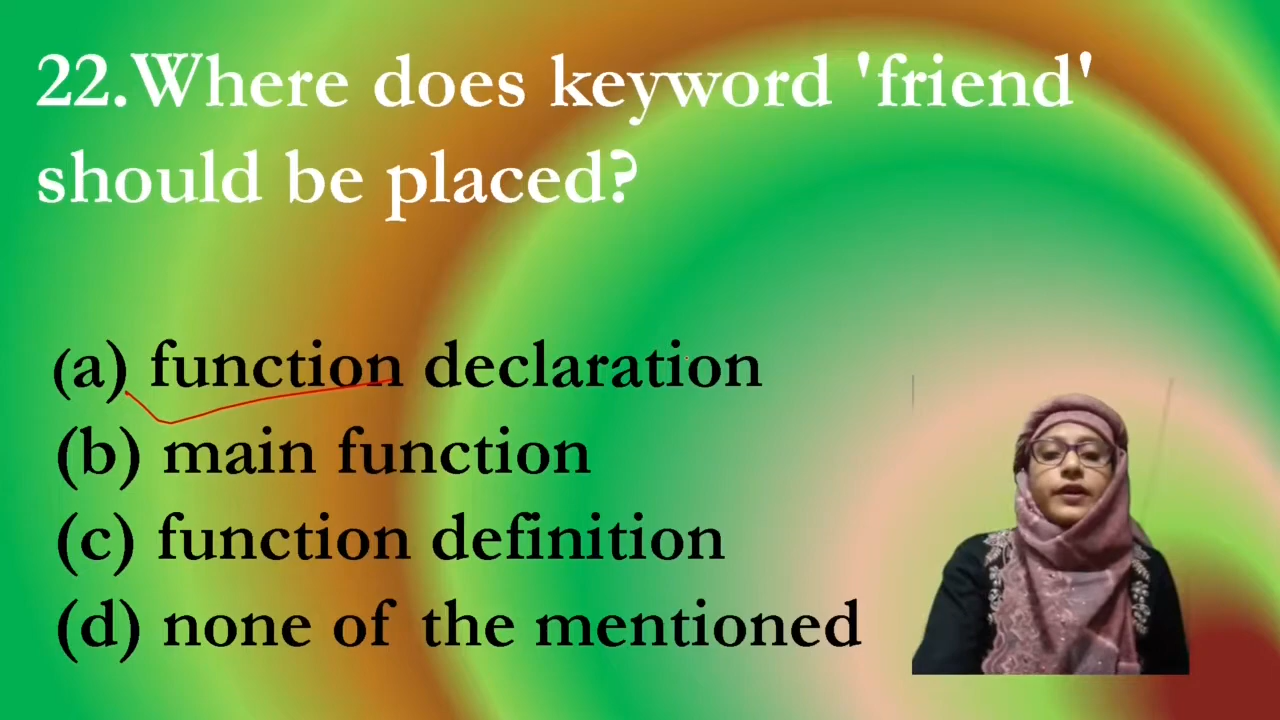 22.Where does keyword 'friend'
should be placed?
(a) function declaration
(b) main function
(c) function definition
(d) none of the mentioned